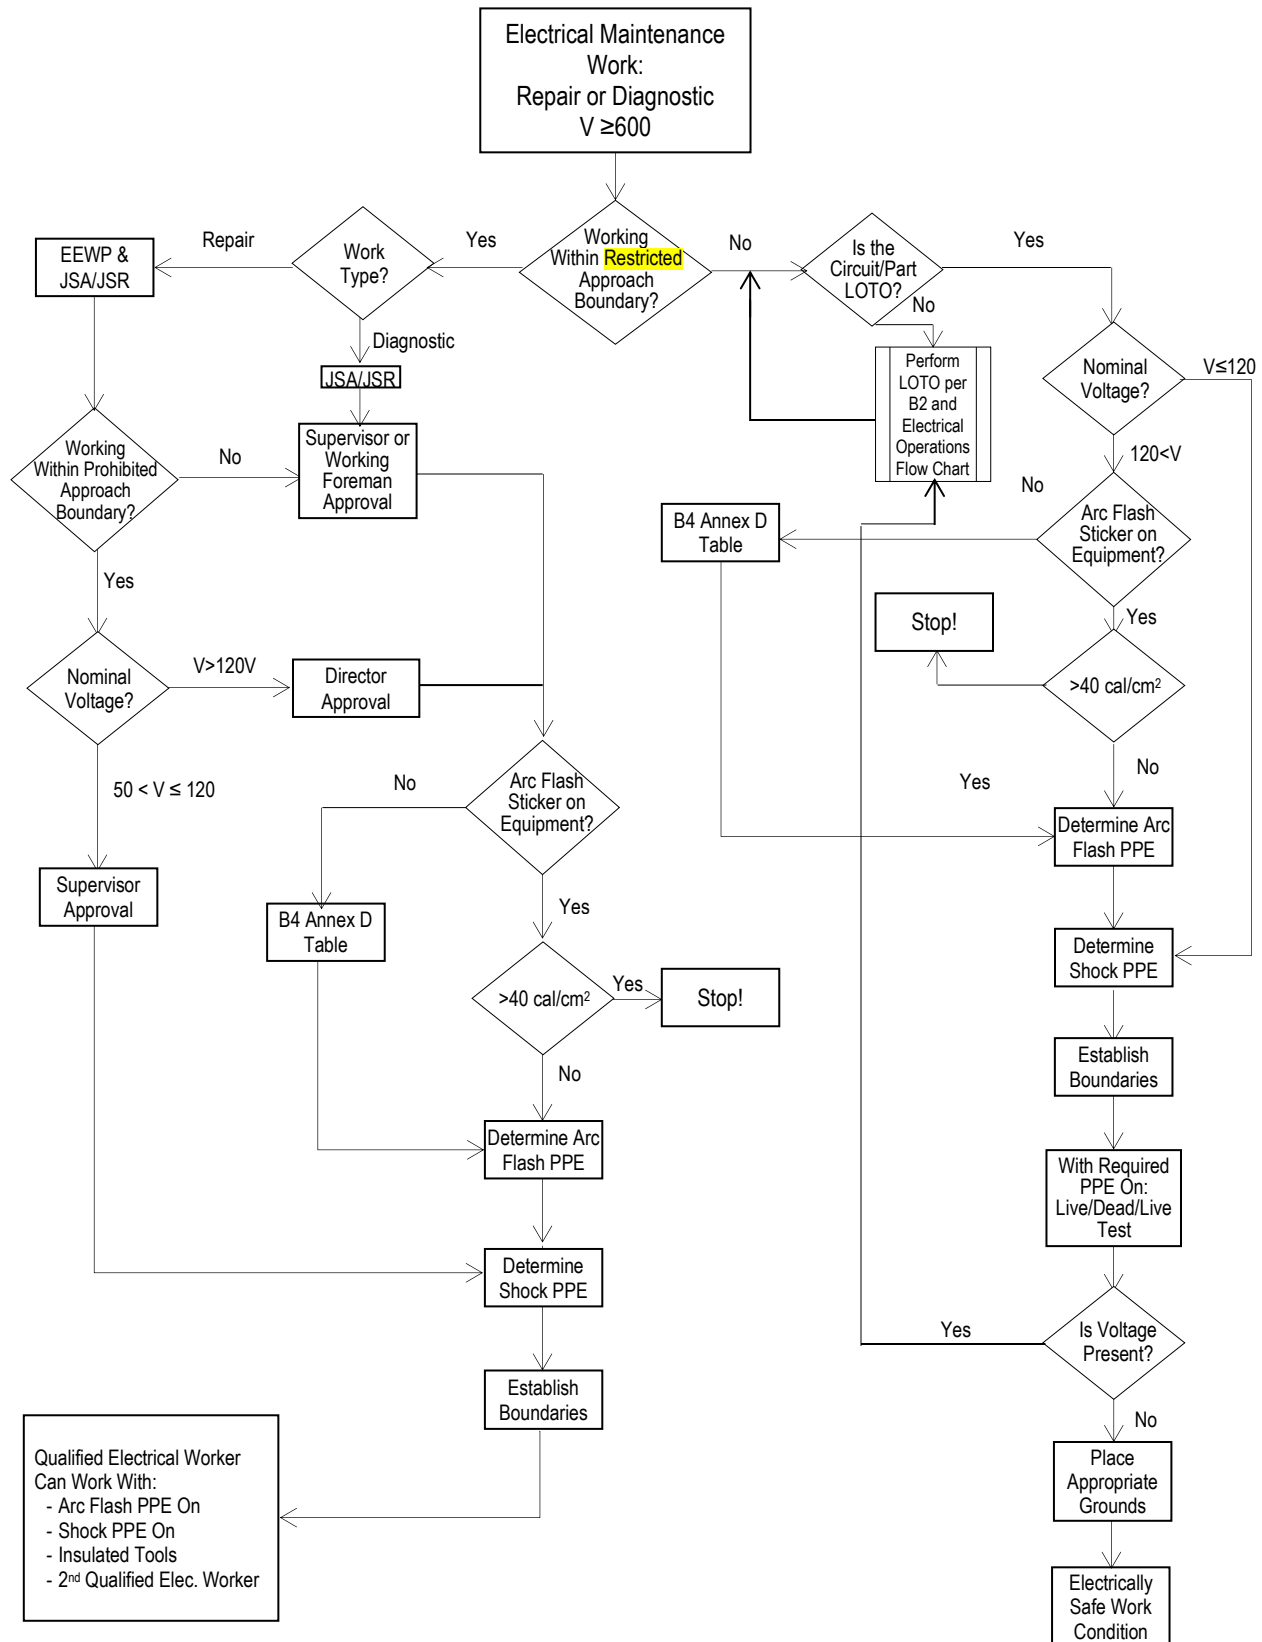 Electrical Maintenance
Work:
Repair or Diagnostic
V ≥600
Working
Within Restricted
Approach
Boundary?
Yes
No
Work
Type?
Repair
EEWP &
JSA/JSR
Diagnostic
JSA/JSR
Supervisor or
Working
Foreman
Approval
Working
Within Prohibited
Approach
Boundary?
No
Yes
Nominal
Voltage?
V>120V
Director
Approval
50 < V ≤ 120
Supervisor
Approval
Arc Flash
Sticker on
Equipment?
No
B4 Annex D
Table
Yes
>40 cal/cm²
Yes
Stop!
No
Determine Arc
Flash PPE
Determine
Shock PPE
Establish
Boundaries
Qualified Electrical Worker
Can Work With:
- Arc Flash PPE On
- Shock PPE On
- Insulated Tools
- 2nd Qualified Elec. Worker
Is the
Circuit/Part
LOTO?
Yes
No
Perform
LOTO per
B2 and
Electrical
Operations
Flow Chart
Nominal
Voltage?
V≤120
120<V
Arc Flash
Sticker on
Equipment?
No
B4 Annex D
Table
Yes
>40 cal/cm²
Stop!
Yes
No
Determine Arc
Flash PPE
Determine
Shock PPE
Establish
Boundaries
With Required
PPE On:
Live/Dead/Live
Test
Is Voltage
Present?
Yes
No
Place
Appropriate
Grounds
Electrically
Safe Work
Condition